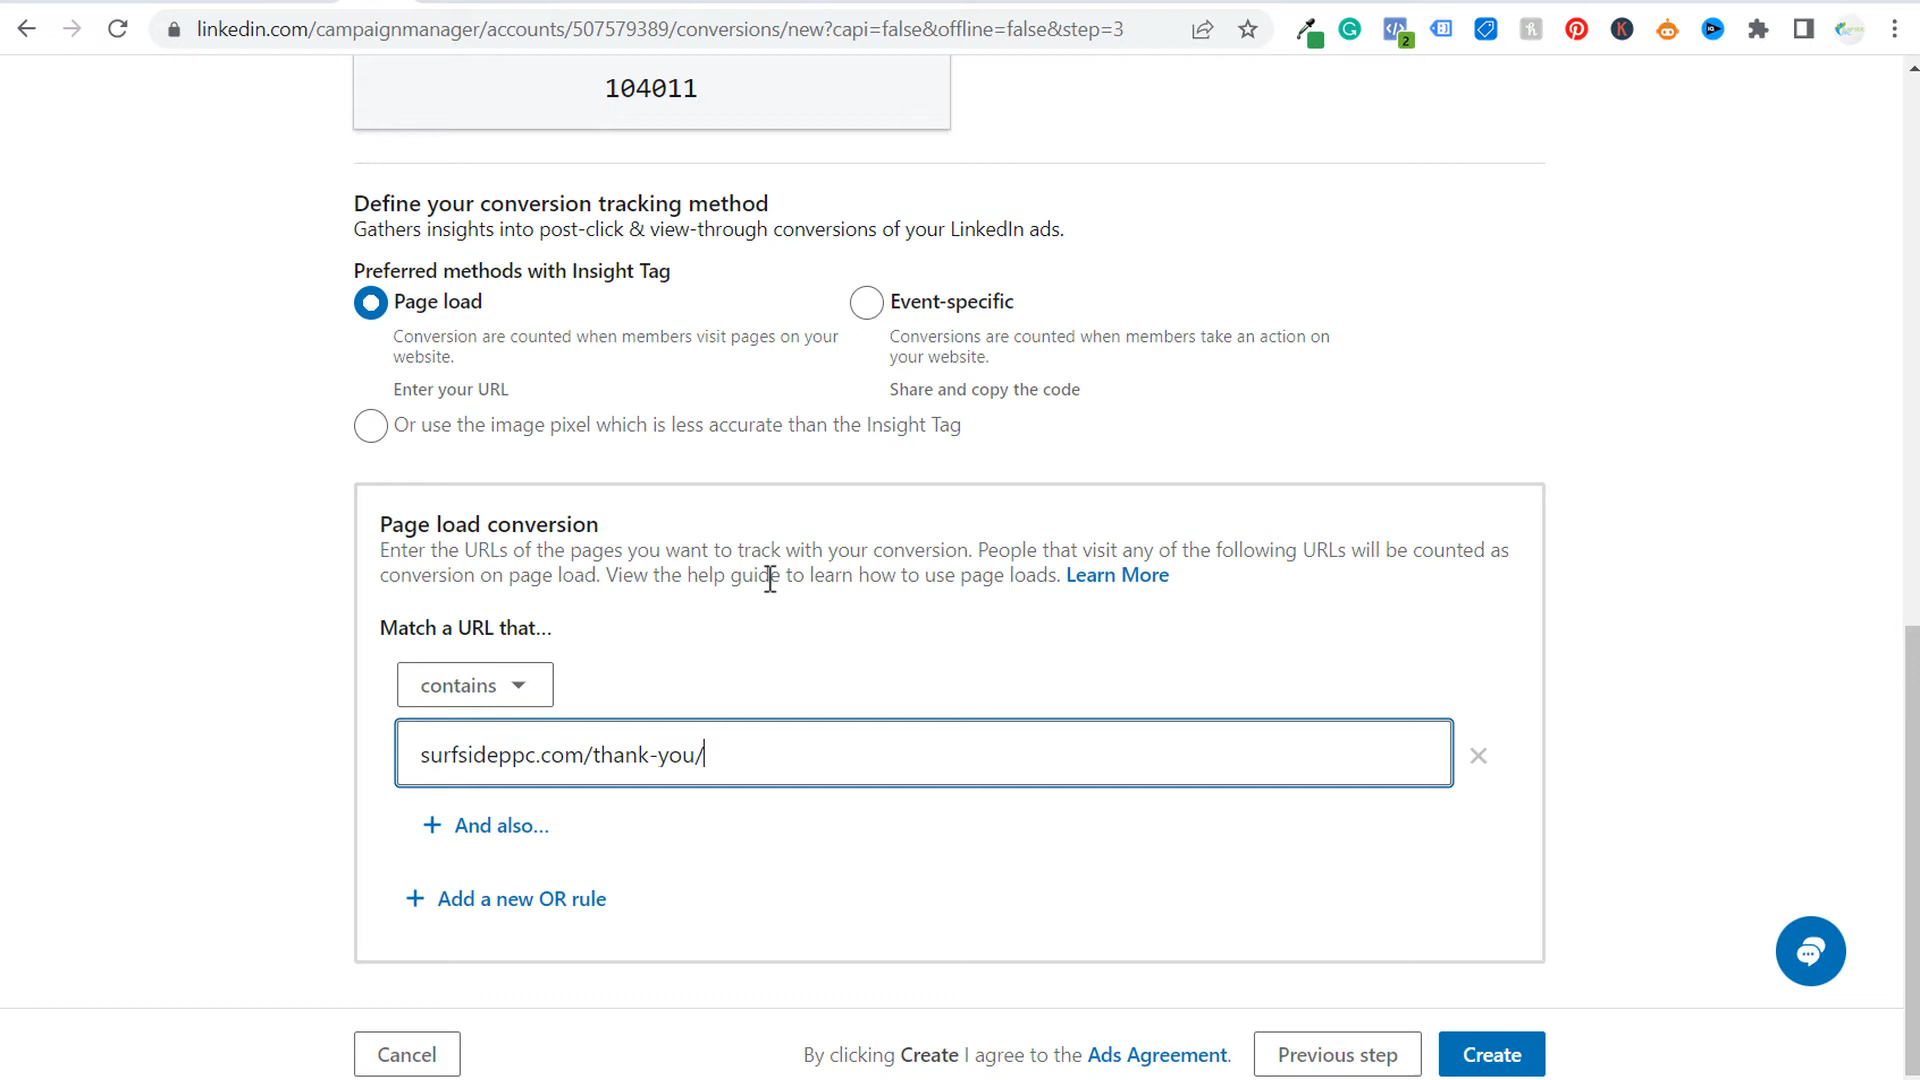 linkedin.com/campaignmanager/accounts/507579389/conversions/new?capi=false&offline=false&step=3
2
104011
Define your conversion tracking method
Gathers insights into post-click & view-through conversions of your LinkedIn ads.
Preferred methods with Insight Tag
Page load
Event-specific
Conversion are counted when members visit pages on your
website.
Conversions are counted when members take an action on
your website.
Enter your URL
Share and copy the code
Or use the image pixel which is less accurate than the Insight Tag
Page load conversion
Enter the URLs of the pages you want to track with your conversion. People that visit any of the following URLs will be counted as
conversion on page load. View the help guide to learn how to use page loads. Learn More
Match a URL that...
contains
surfsideppc.com/thank-you/
+ And also...
+ Add a new OR rule
Cancel
By clicking Create I agree to the Ads Agreement.
Previous step
Create